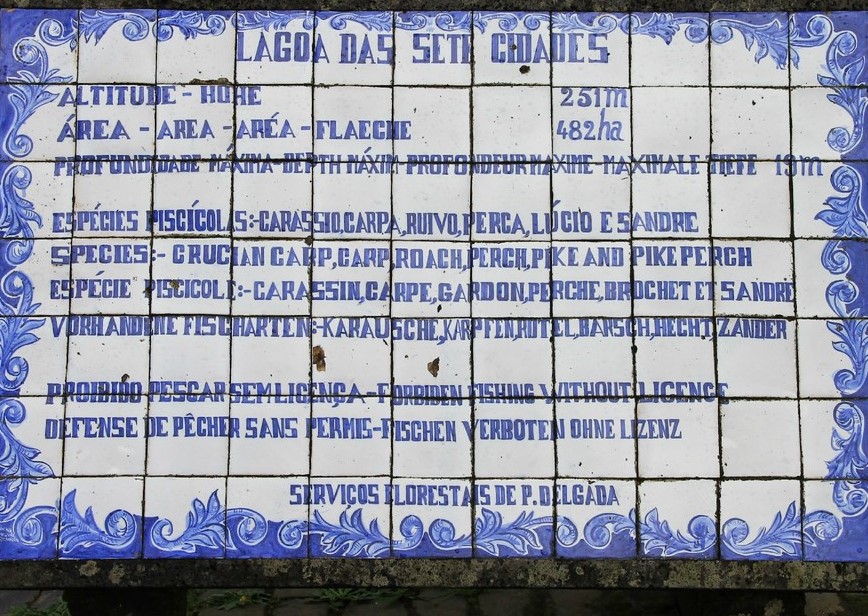 LAGOA DAS SETE CIDADES
ALTITUDE - HÖHE 251m
ÁREA - AREA - ARÉA - FLAECHE 482ha
PROFUNDIDADE MÁXIMA-DEPTH MÁXIM-PROFONDEUR MAXIME-MAXIMALE TIEFE 19m
ESPÉCIES PISCÍCOLAS:-CARASSIO,CARPA,RUIVO,PERCA,LÚCIO E SANDRE
SPECIES:- CRUCIAN CARP,CARP,ROACH,PERCH,PIKE AND PIKEPERCH
ESPÉCIE PISCICOLE:-CARASSIN,CARPE,GARDON,PERCHE,BROCHET ET SANDRE
VORHANDENE FISCHARTEN:-KARAUSCHE,KARPFEN,ROTEL,BARSCH,HECHT,ZANDER
PROIBIDO PESCAR SEM LICENÇA-FORBIDEN FISHING WITHOUT LICENCE
DEFENSE DE PÊCHER SANS PERMIS-FISCHEN VERBOTEN OHNE LIZENZ
SERVIÇOS FLORESTAIS DE P. DELGADA